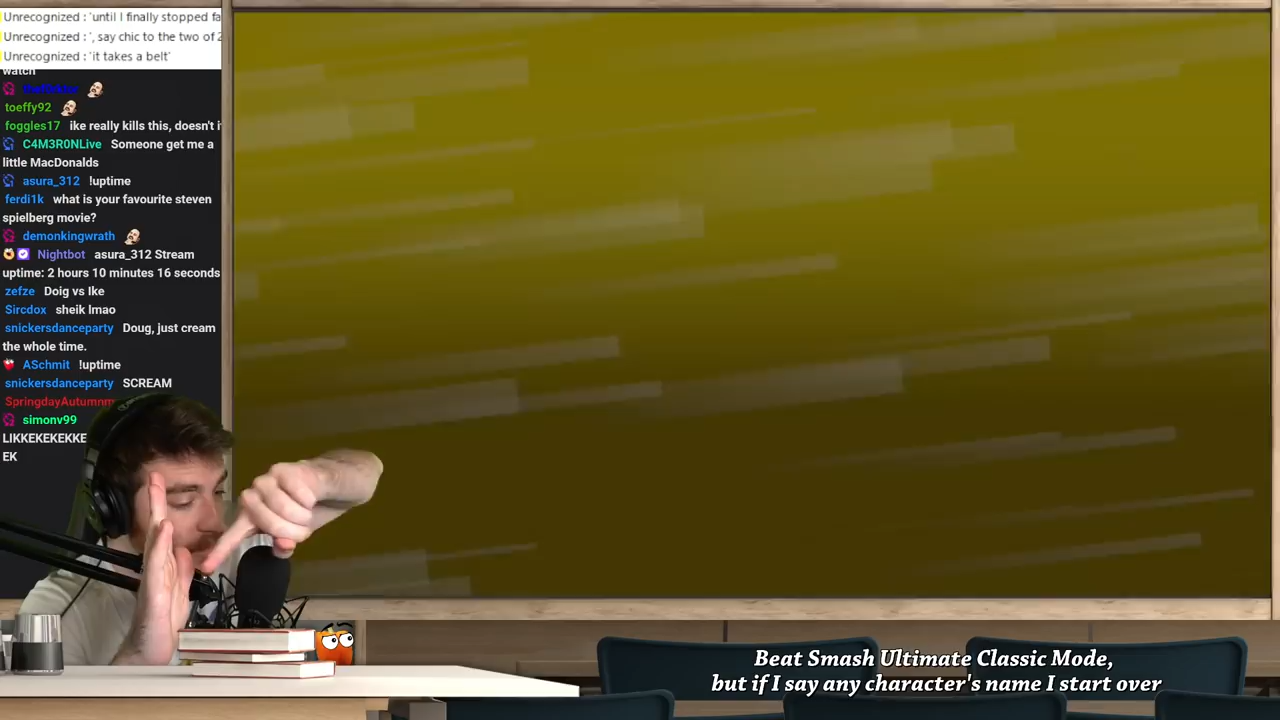 Unrecognized : 'until I finally stopped fa
Unrecognized : ', say chic to the two of 2
Unrecognized : 'it takes a belt'
watch
toeffy92
foggles17 ike really kills this, doesn't i
C4M3R0NLive Someone get me a
little MacDonalds
asura_312 !uptime
ferdi1k what is your favourite steven
spielberg movie?
demonkingwrath
Nightbot asura_312 Stream
uptime: 2 hours 10 minutes 16 seconds
zefze Doig vs Ike
Sircdox sheik lmao
snickersdanceparty Doug, just cream
the whole time.
ASchmit !uptime
snickersdanceparty SCREAM
SpringdayAutumnm
simonv99
LIKKEKEKEKKE
EK
Beat Smash Ultimate Classic Mode,
but if I say any character's name I start over